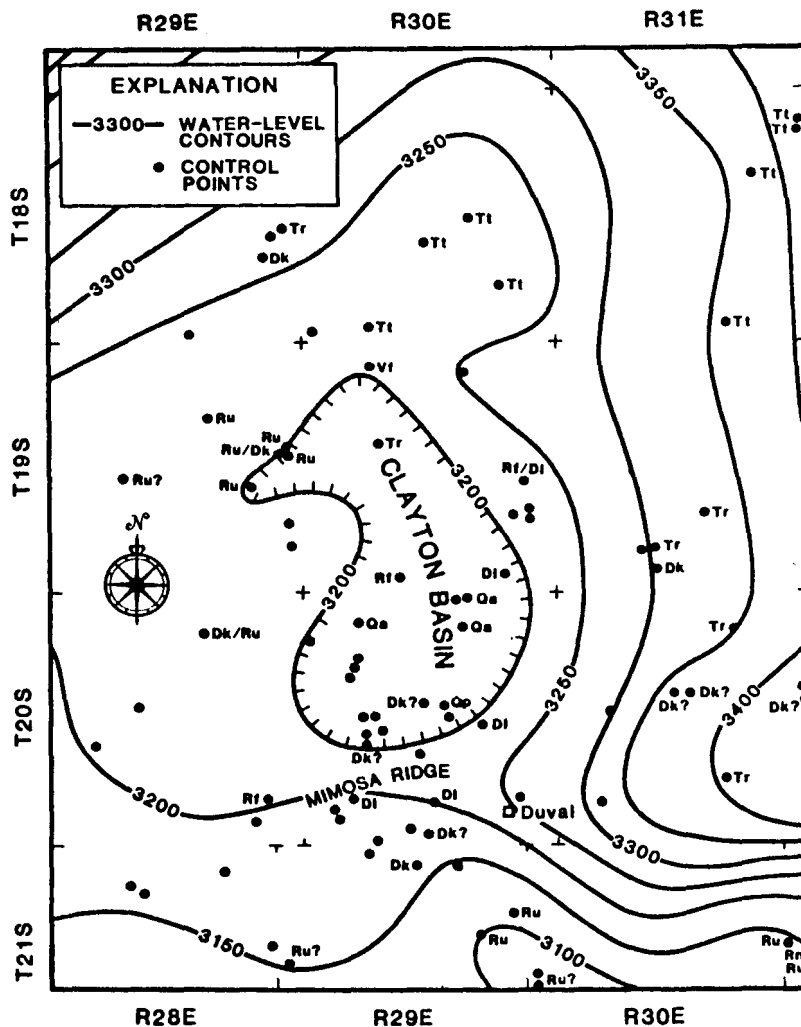 R29E R30E R31E
EXPLANATION
3300 WATER-LEVEL
CONTOURS
CONTROL
POINTS
3350
Tt
Tt
3250
Tt
T18S
Tr
Tt
Dk
Tt
3300
Tt
Tt
Tt
Vf
Ru
Ru
Tr
Ru/Dk
Ru
T19S
Ru?
Ru
CLAYTON BASIN
3200
Rf/Dl
Tr
N
Tr
Dk
Rf
Dl
3200
Qa
Qa
Qa
Tr
Dk/Ru
3250
Dk?
Dk?
Dk?
3400
T20S
Dk?
Qp
Dl
Dk?
Tr
MIMOSA RIDGE
3200
Rf
Dl
Dl
Duval
Dk?
3300
Dk
T21S
3150
Ru
Ru
Ru?
3100
Ru?
Ru
Ru
R28E R29E R30E